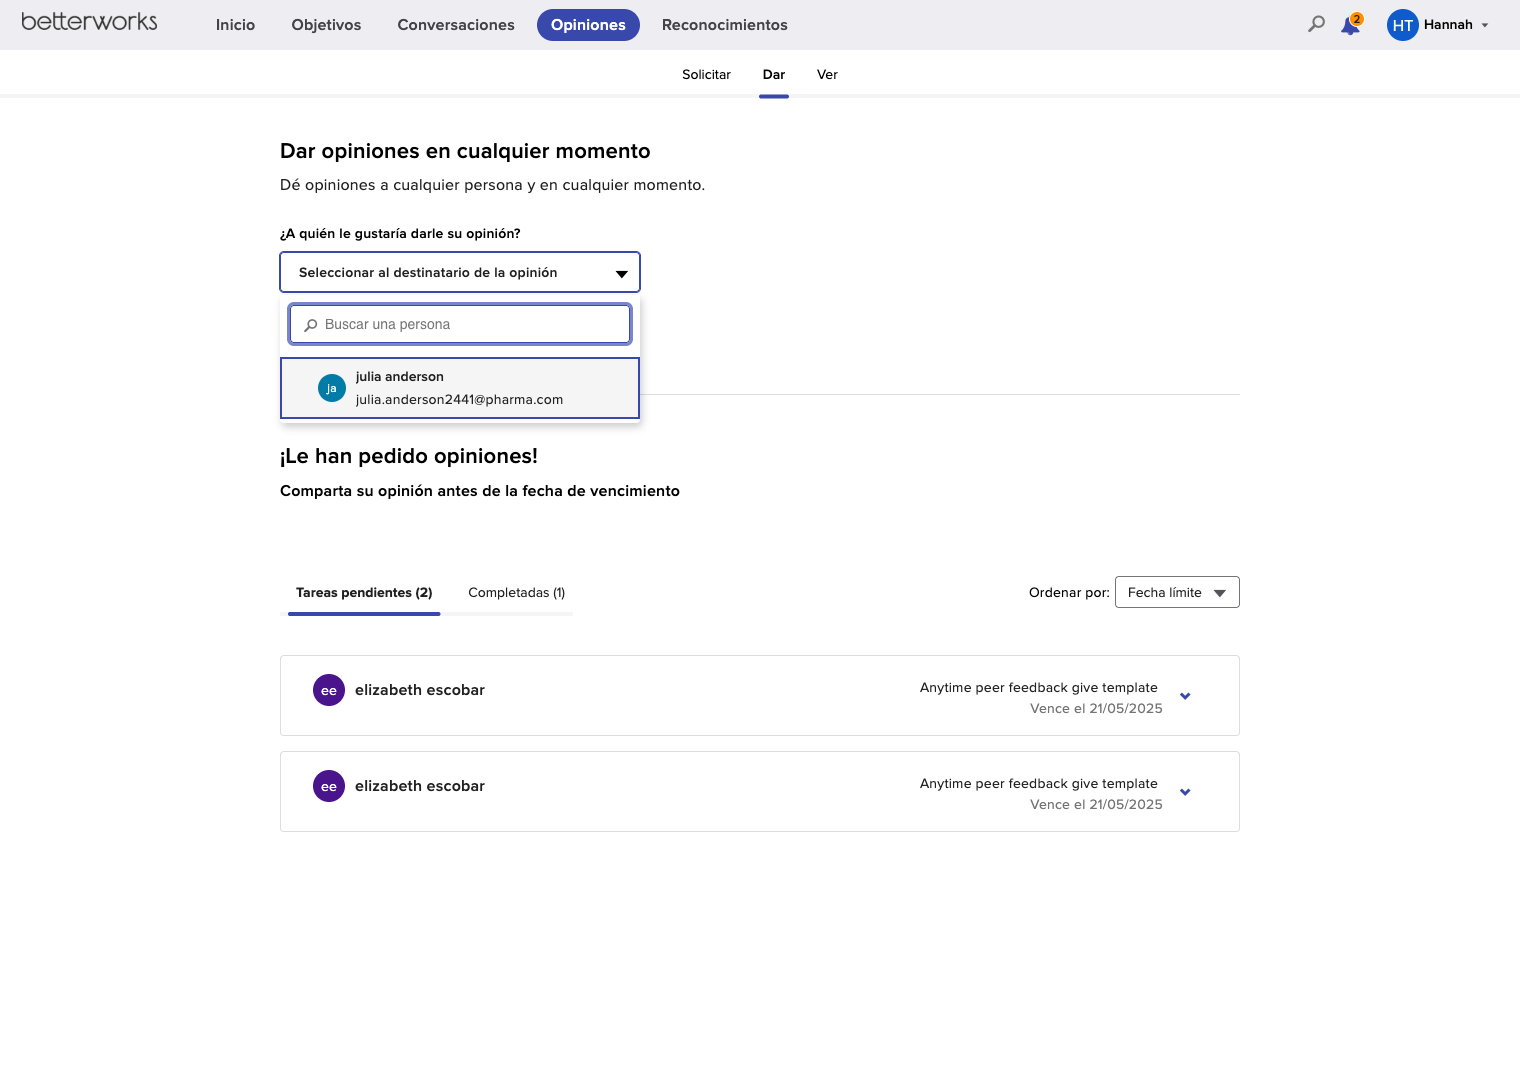 betterworks
Inicio
Objetivos
Conversaciones
Opiniones
Reconocimientos
2
HT
Hannah
Solicitar
Dar
Ver
Dar opiniones en cualquier momento
Dé opiniones a cualquier persona y en cualquier momento.
¿A quién le gustaría darle su opinión?
Seleccionar al destinatario de la opinión
Buscar una persona
ja
julia anderson
julia.anderson2441@pharma.com
¡Le han pedido opiniones!
Comparta su opinión antes de la fecha de vencimiento
Tareas pendientes (2)
Completadas (1)
Ordenar por:
Fecha límite
ee
elizabeth escobar
Anytime peer feedback give template
Vence el 21/05/2025
ee
elizabeth escobar
Anytime peer feedback give template
Vence el 21/05/2025